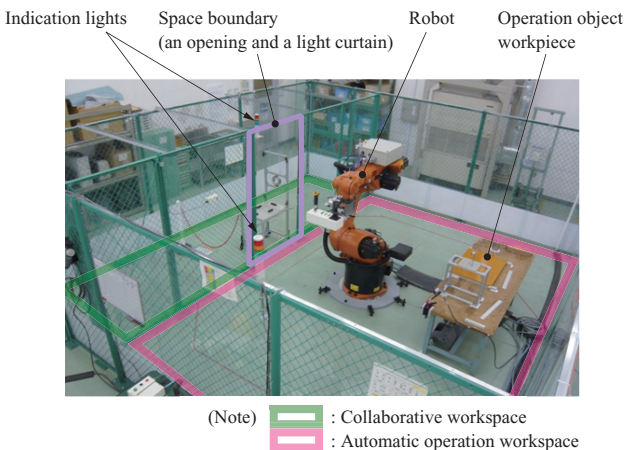 Indication lights
Space boundary
(an opening and a light curtain)
Robot
Operation object
workpiece
(Note)
: Collaborative workspace
: Automatic operation workspace